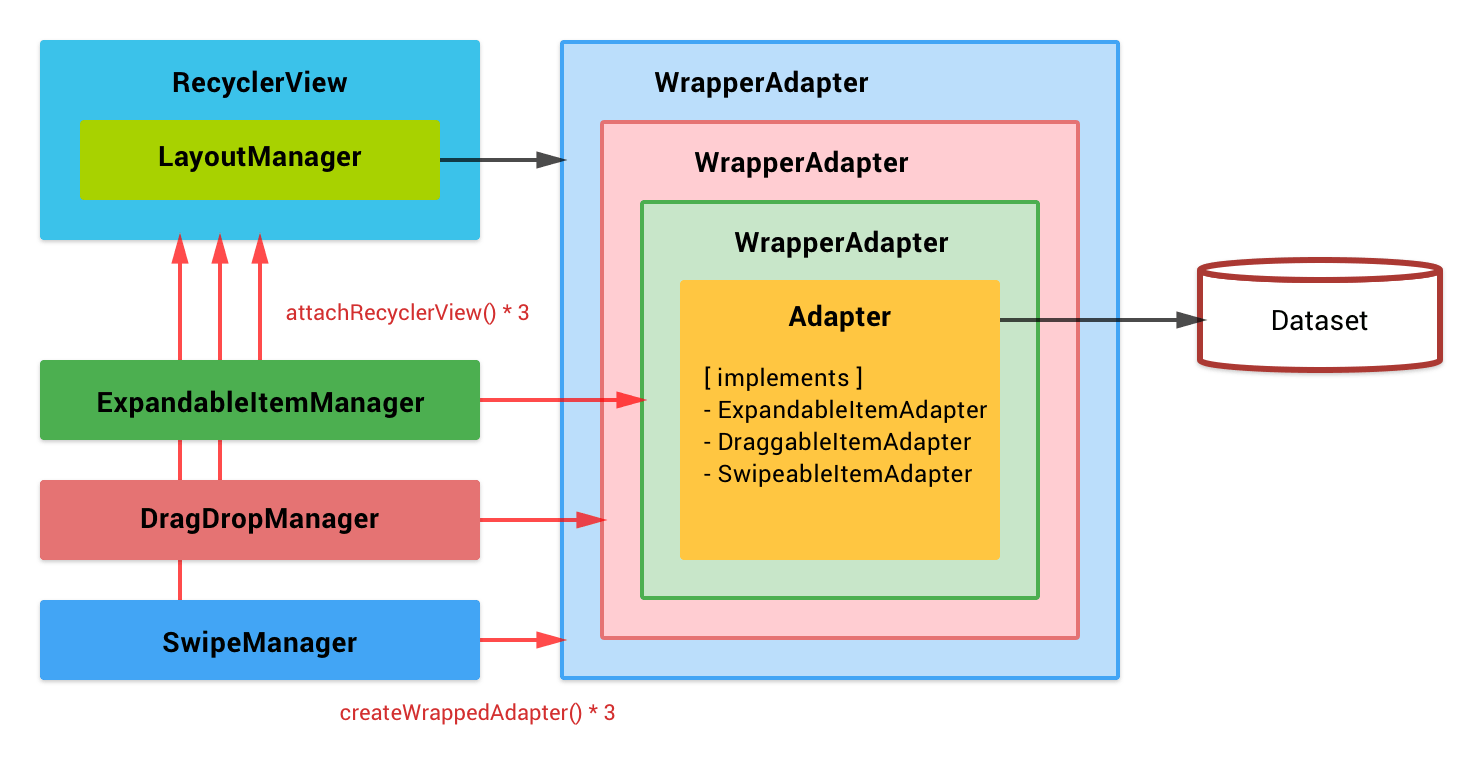 RecyclerView
LayoutManager
attachRecyclerView() * 3
ExpandableItemManager
DragDropManager
SwipeManager
createWrappedAdapter() * 3
WrapperAdapter
WrapperAdapter
WrapperAdapter
Adapter
[ implements ]
- ExpandableItemAdapter
- DraggableItemAdapter
- SwipeableItemAdapter
Dataset